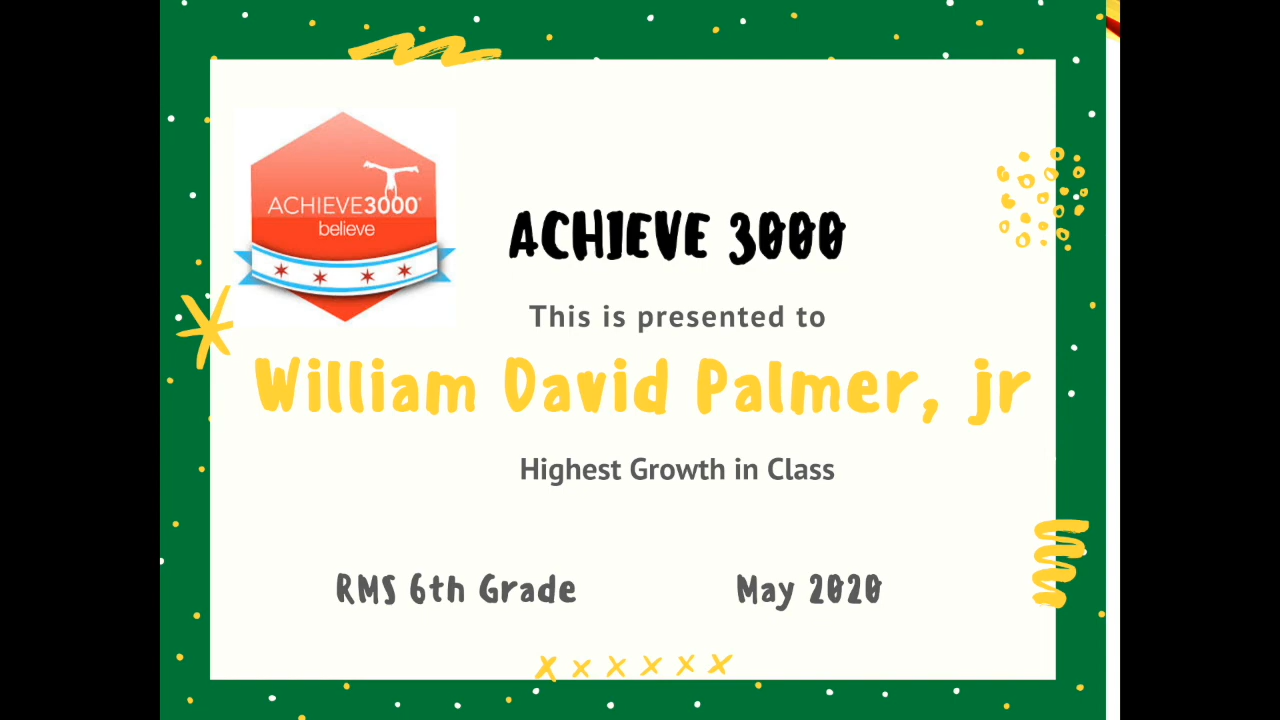 ACHIEVE3000®
believe
ACHIEVE 3000
This is presented to
William David Palmer, jr
Highest Growth in Class
RMS 6th Grade
May 2020